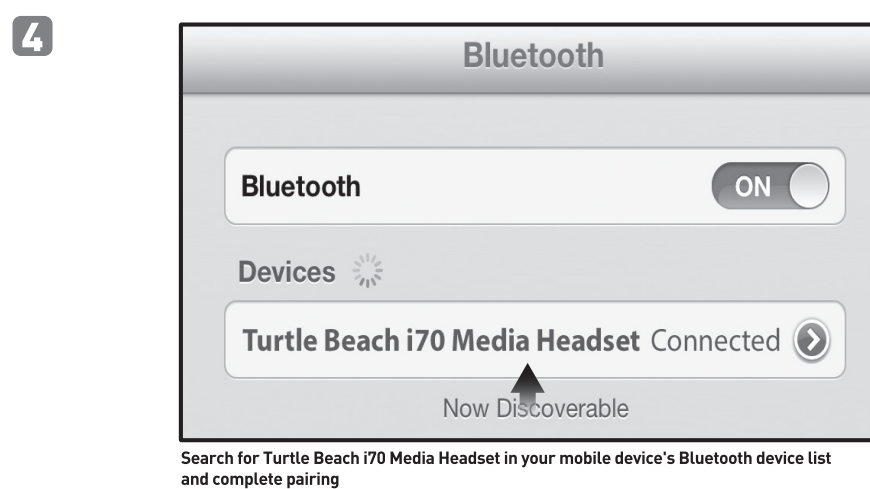 4
Bluetooth
Bluetooth ON
Devices
Turtle Beach i70 Media Headset Connected
Now Discoverable
Search for Turtle Beach i70 Media Headset in your mobile device's Bluetooth device list
and complete pairing